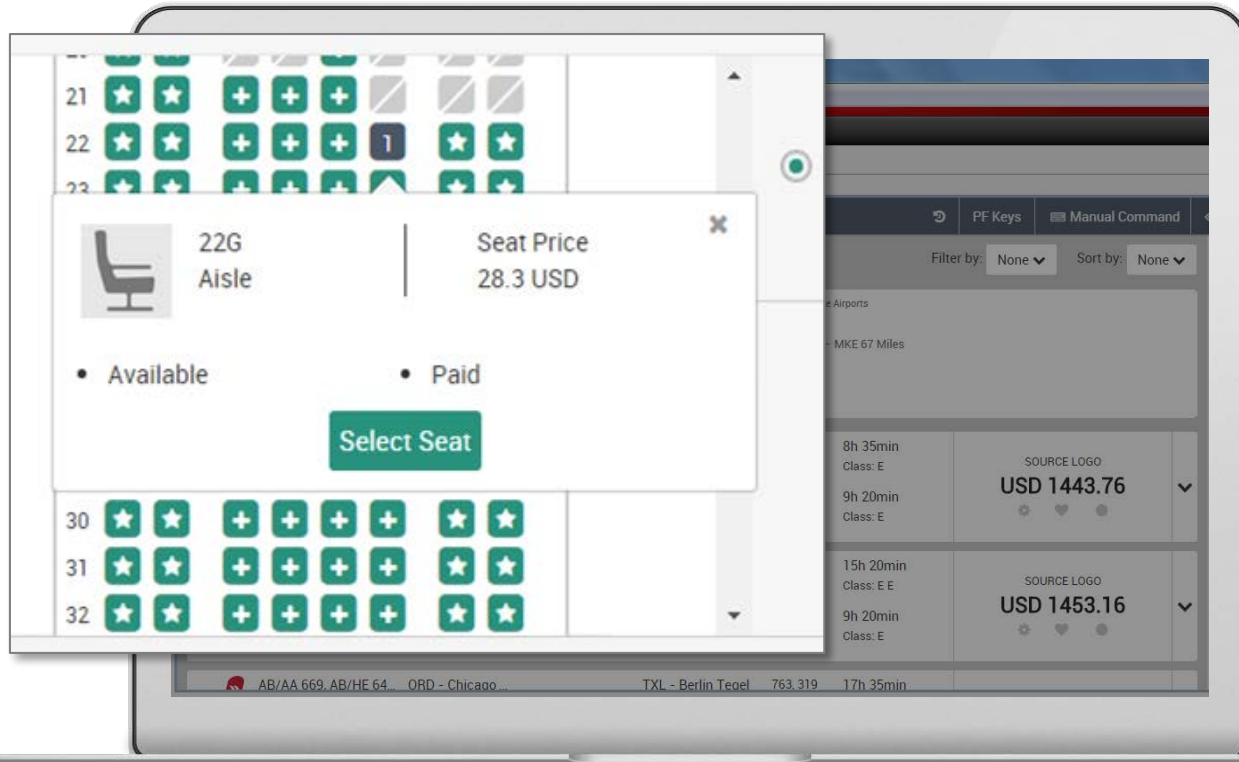 21
22 1
23
22G
Aisle
Seat Price
28.3 USD
Available
Paid
Select Seat
30
31
32
PF Keys Manual Command
Filter by: None Sort by: None
e Airports
- MKE 67 Miles
8h 35min
Class: E
9h 20min
Class: E
SOURCE LOGO
USD 1443.76
15h 20min
Class: E E
9h 20min
Class: E
SOURCE LOGO
USD 1453.16
AB/AA 669, AB/HE 64... ORD - Chicago ... TXL - Berlin Tegel 763, 319 17h 35min